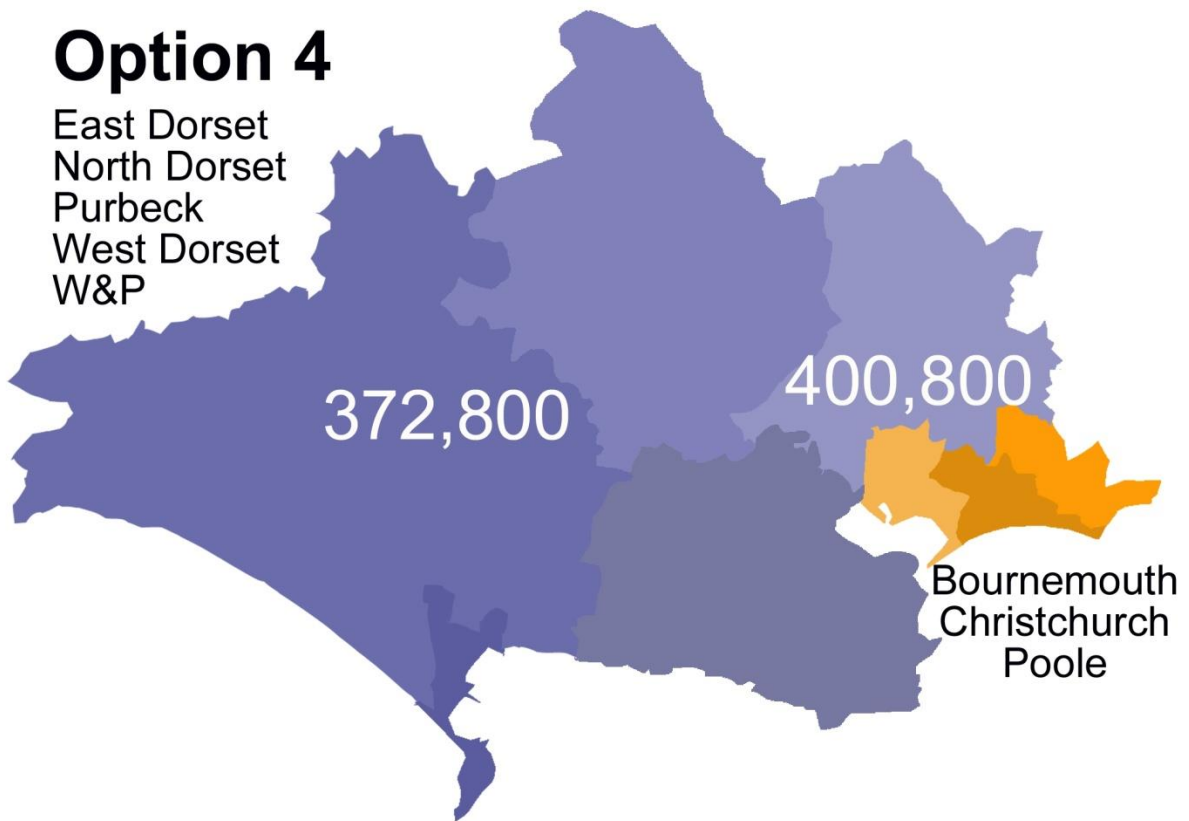 Option 4
East Dorset
North Dorset
Purbeck
West Dorset
W&P
372,800
400,800
Bournemouth
Christchurch
Poole